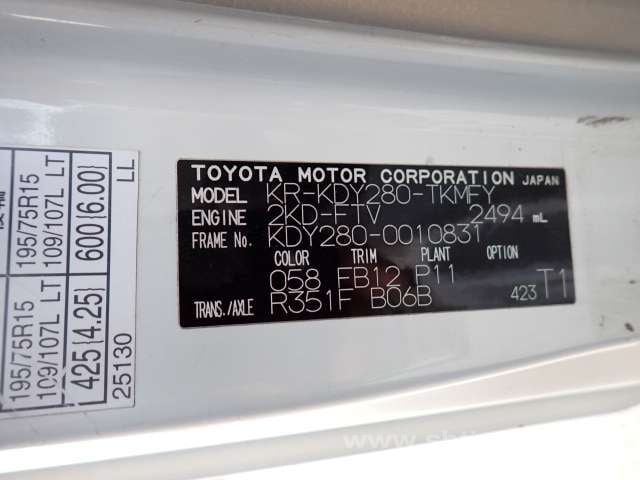 TOYOTA MOTOR CORPORATION JAPAN
MODEL KR-KDY280-TKMFY
ENGINE 2KD-FTV 2494 mL
FRAME No. KDY280-0010831
COLOR TRIM PLANT OPTION
058 FB12 P11
TRANS./AXLE R351F B06B 423 T1
195/75R15 195/75R15
109/107L LT 109/107L LT
425(4.25) 600(6.00)
25130 LL